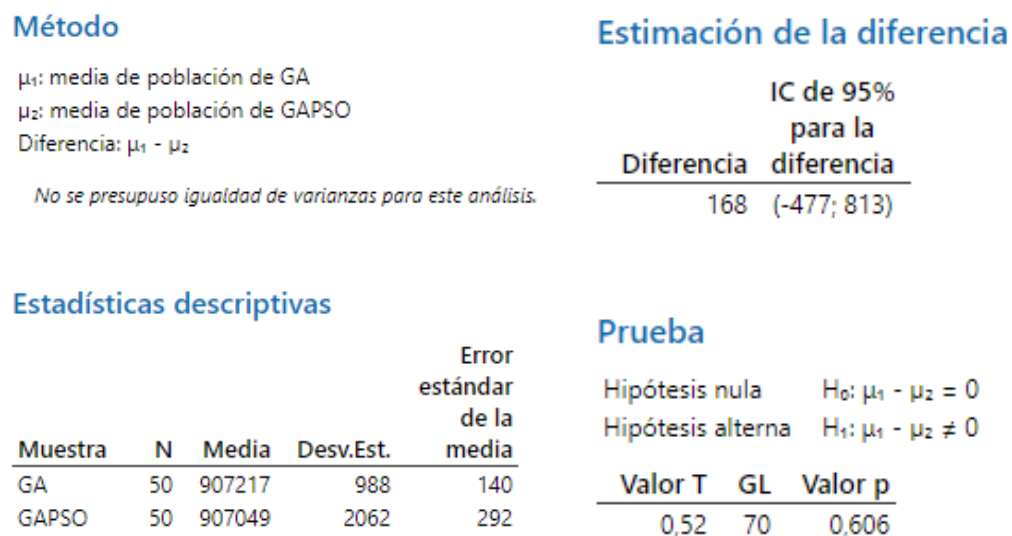 Método
μ₁: media de población de GA
μ₂: media de población de GAPSO
Diferencia: μ₁ - μ₂
No se presupuso igualdad de varianzas para este análisis.
Estadísticas descriptivas
Error
estándar
de la
Muestra N Media Desv.Est. media
GA 50 907217 988 140
GAPSO 50 907049 2062 292
Estimación de la diferencia
IC de 95%
para la
Diferencia diferencia
168 (-477; 813)
Prueba
Hipótesis nula H₀: μ₁ - μ₂ = 0
Hipótesis alterna H₁: μ₁ - μ₂ ≠ 0
Valor T GL Valor p
0,52 70 0,606